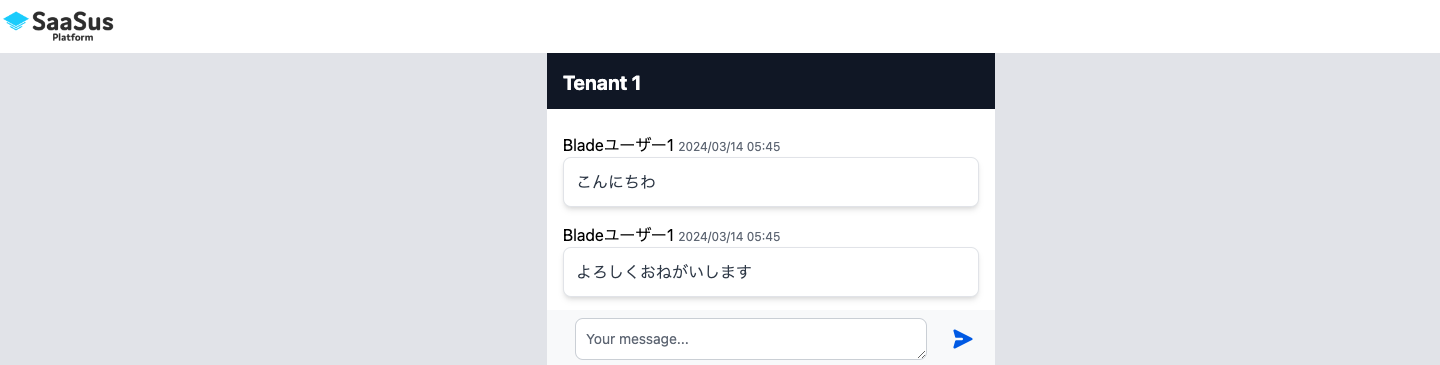 SaaSus
Platform
Tenant 1
Bladeユーザー1 2024/03/14 05:45
こんにちわ
Bladeユーザー1 2024/03/14 05:45
よろしくおねがいします
Your message...